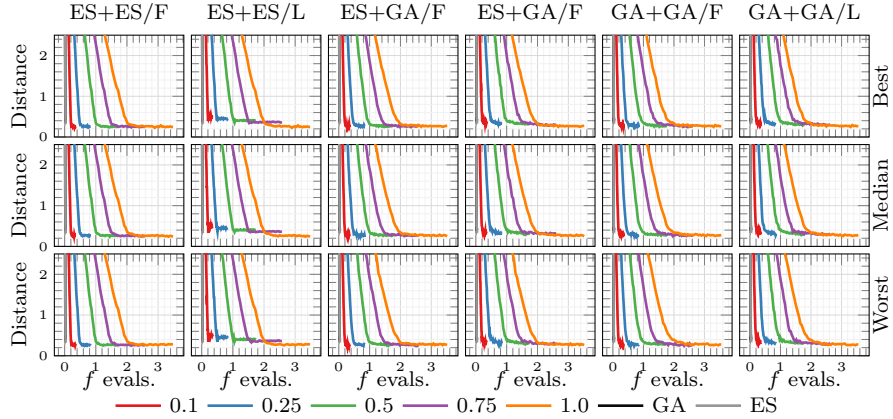 ES+ES/F ES+ES/L ES+GA/F ES+GA/F GA+GA/F GA+GA/L
Distance 2 1 0 Best
Distance 2 1 0 Median
Distance 2 1 0 Worst
0 1 2 3 0 1 2 3 0 1 2 3 0 1 2 3 0 1 2 3 0 1 2 3
f evals. f evals. f evals. f evals. f evals. f evals.
0.1 0.25 0.5 0.75 1.0 GA ES